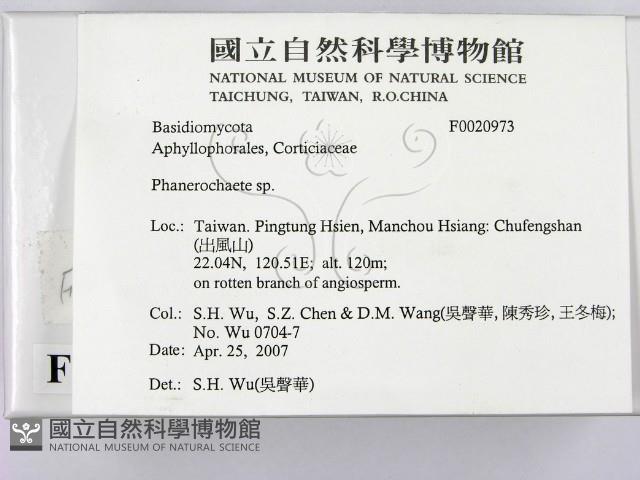 國立自然科學博物館
NATIONAL MUSEUM OF NATURAL SCIENCE
TAICHUNG, TAIWAN, R.O.CHINA
Basidiomycota F0020973
Aphyllophorales, Corticiaceae
Phanerochaete sp.
Loc.: Taiwan. Pingtung Hsien, Manchou Hsiang: Chufengshan
(出風山)
22.04N, 120.51E; alt. 120m;
on rotten branch of angiosperm.
Col.: S.H. Wu, S.Z. Chen & D.M. Wang(吳聲華, 陳秀珍, 王冬梅);
No. Wu 0704-7
Date: Apr. 25, 2007
F
Det.: S.H. Wu(吳聲華)
國立自然科學博物館
NATIONAL MUSEUM OF NATURAL SCIENCE